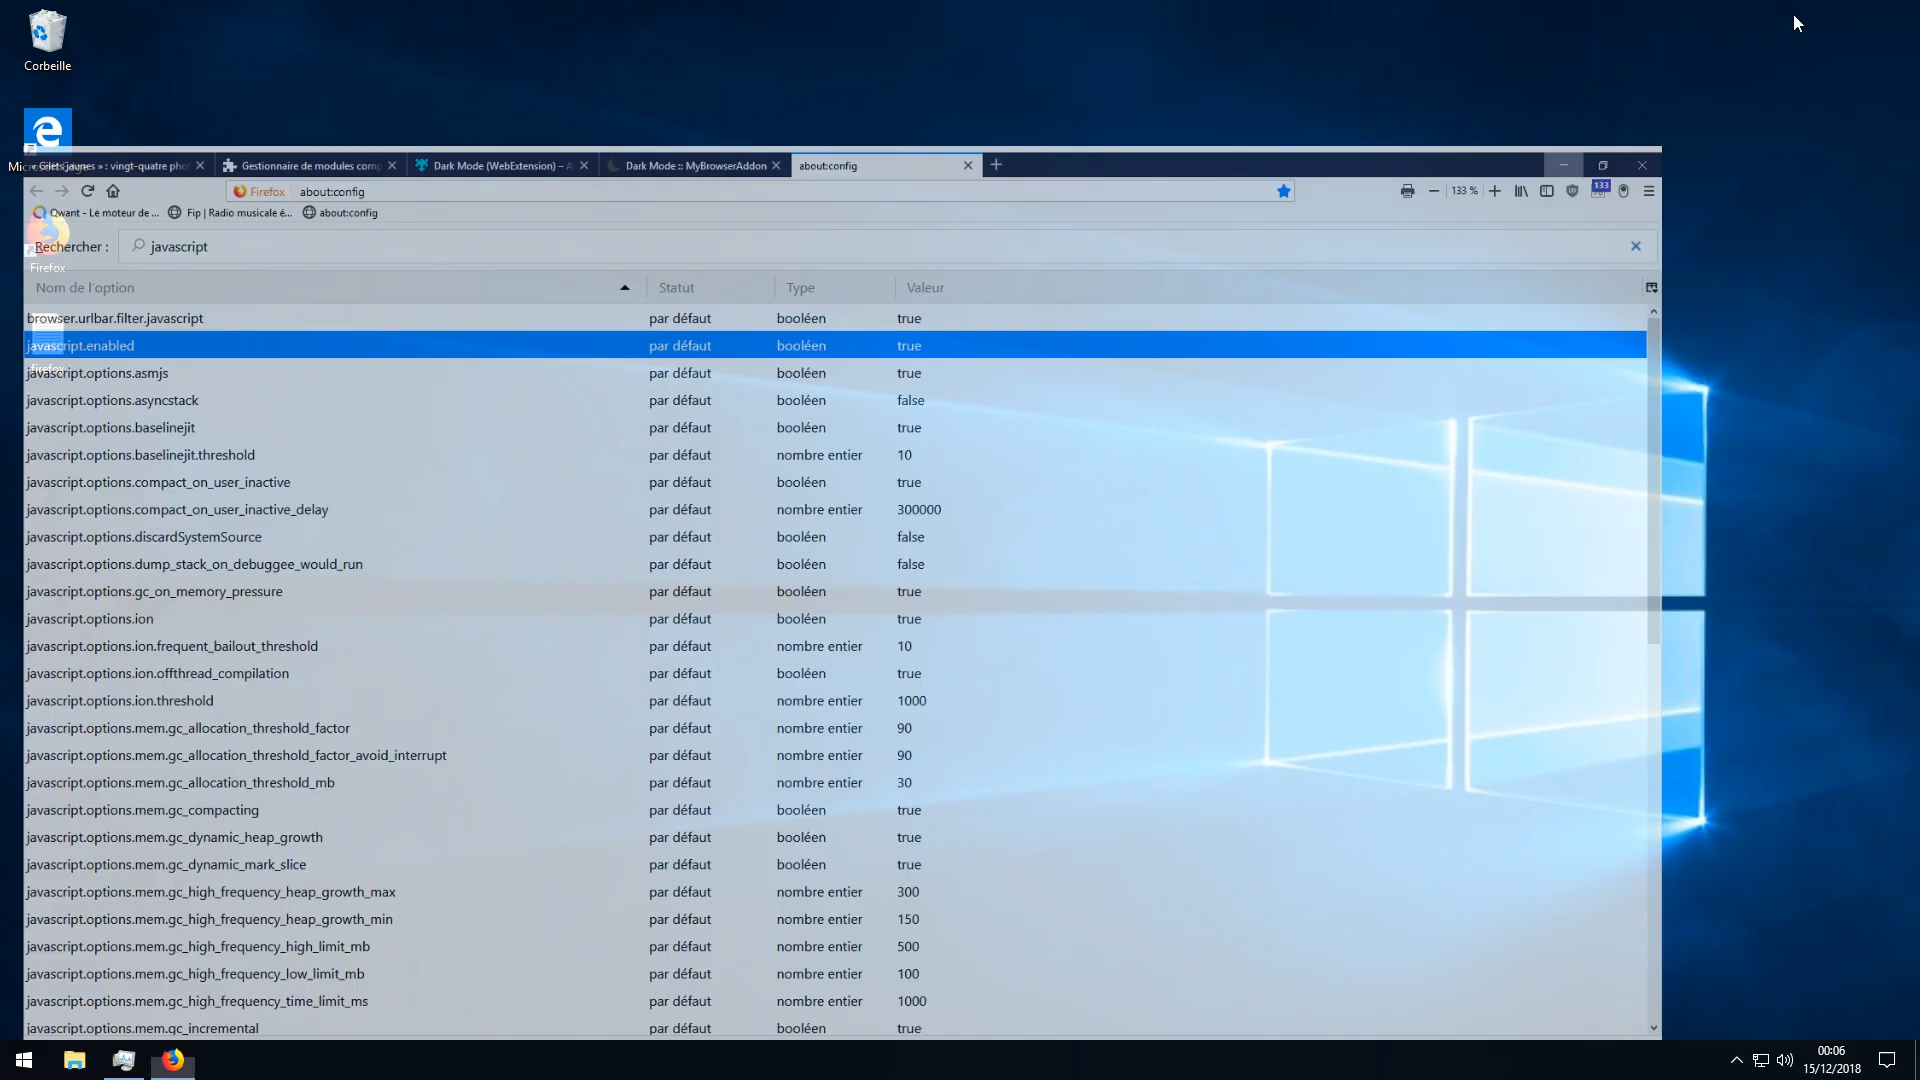 Corbeille
« Gilets jaunes » : vingt-quatre pho
Gestionnaire de modules com
Dark Mode (WebExtension) – A
Dark Mode :: MyBrowserAddon
about:config
Firefox about:config
133 %
133
Qwant - Le moteur de ...
Fip | Radio musicale é...
about:config
Rechercher :
javascript
Firefox
Nom de l'option Statut Type Valeur
browser.urlbar.filter.javascript par défaut booléen true
javascript.enabled par défaut booléen true
firefox
javascript.options.asmjs par défaut booléen true
javascript.options.asyncstack par défaut booléen false
javascript.options.baselinejit par défaut booléen true
javascript.options.baselinejit.threshold par défaut nombre entier 10
javascript.options.compact_on_user_inactive par défaut booléen true
javascript.options.compact_on_user_inactive_delay par défaut nombre entier 300000
javascript.options.discardSystemSource par défaut booléen false
javascript.options.dump_stack_on_debuggee_would_run par défaut booléen false
javascript.options.gc_on_memory_pressure par défaut booléen true
javascript.options.ion par défaut booléen true
javascript.options.ion.frequent_bailout_threshold par défaut nombre entier 10
javascript.options.ion.offthread_compilation par défaut booléen true
javascript.options.ion.threshold par défaut nombre entier 1000
javascript.options.mem.gc_allocation_threshold_factor par défaut nombre entier 90
javascript.options.mem.gc_allocation_threshold_factor_avoid_interrupt par défaut nombre entier 90
javascript.options.mem.gc_allocation_threshold_mb par défaut nombre entier 30
javascript.options.mem.gc_compacting par défaut booléen true
javascript.options.mem.gc_dynamic_heap_growth par défaut booléen true
javascript.options.mem.gc_dynamic_mark_slice par défaut booléen true
javascript.options.mem.gc_high_frequency_heap_growth_max par défaut nombre entier 300
javascript.options.mem.gc_high_frequency_heap_growth_min par défaut nombre entier 150
javascript.options.mem.gc_high_frequency_high_limit_mb par défaut nombre entier 500
javascript.options.mem.gc_high_frequency_low_limit_mb par défaut nombre entier 100
javascript.options.mem.gc_high_frequency_time_limit_ms par défaut nombre entier 1000
javascript.options.mem.gc_incremental par défaut booléen true
00:06
15/12/2018